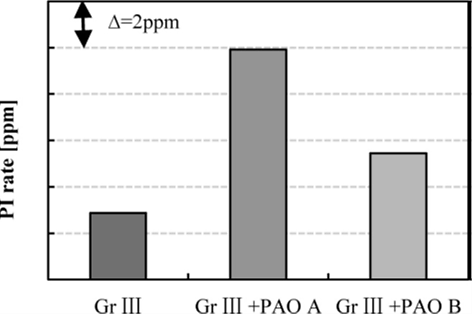 Δ=2ppm
PI rate [ppm]
Gr III
Gr III +PAO A
Gr III +PAO B